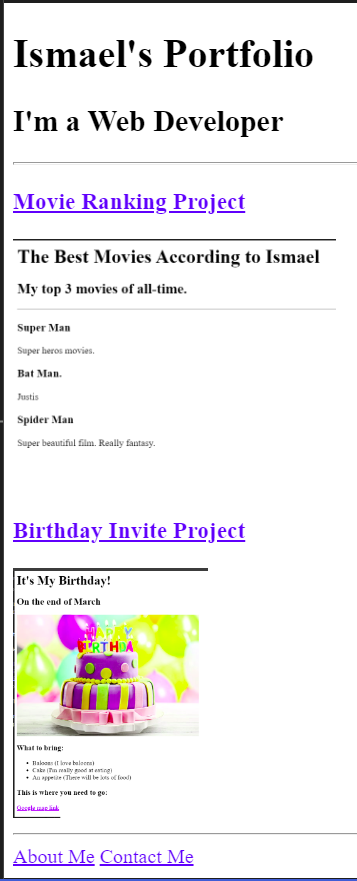 Ismael's Portfolio
I'm a Web Developer
Movie Ranking Project
The Best Movies According to Ismael
My top 3 movies of all-time.
Super Man
Super heros movies.
Bat Man.
Justis
Spider Man
Super beautiful film. Really fantasy.
Birthday Invite Project
It's My Birthday!
On the end of March
HAPPY
BIRTHDA
What to bring:
Baloons (I love baloons)
Cake (I'm really good at eating)
An appetite (There will be lots of food)
This is where you need to go:
Google map link
About Me Contact Me